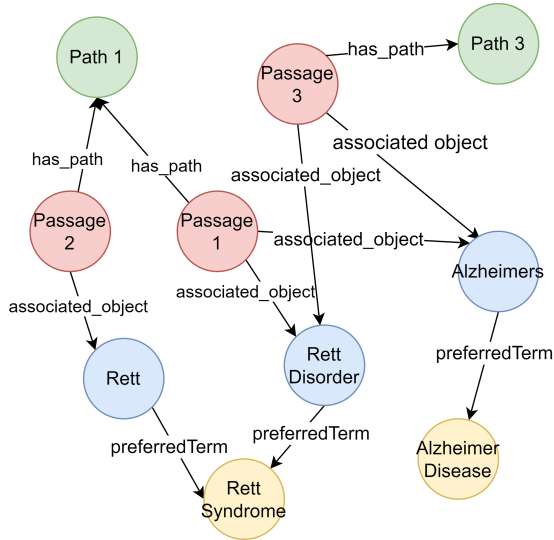 Path 1
Path 3
has_path
Passage
3
associated object
has_path
has_path
associated_object
Passage
2
Passage
1
associated_object
Alzheimers
associated_object
associated_object
Rett
Rett
Disorder
preferredTerm
preferredTerm
preferredTerm
Alzheimer
Disease
Rett
Syndrome